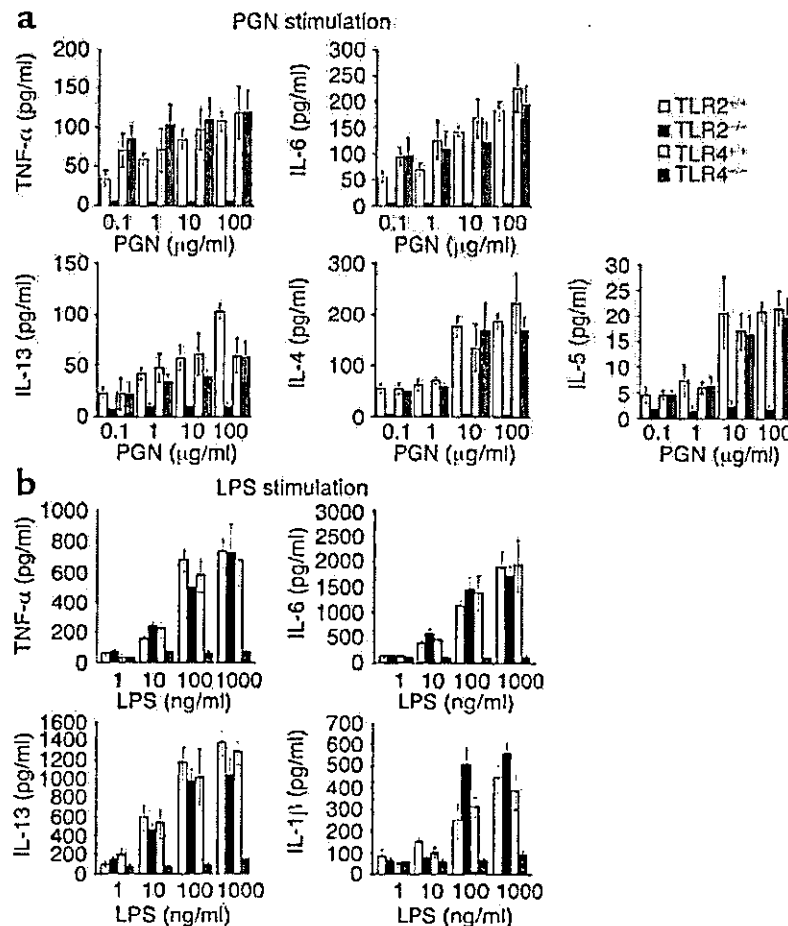 a
PGN stimulation
TNF-α (pg/ml)
200
150
100
50
0
0.1 1 10 100
PGN (μg/ml)
IL-6 (pg/ml)
300
250
200
150
100
50
0
0.1 1 10 100
PGN (μg/ml)
TLR2+/+
TLR2-/-
TLR4+/+
TLR4-/-
IL-13 (pg/ml)
150
100
50
0
0.1 1 10 100
PGN (μg/ml)
IL-4 (pg/ml)
300
200
100
0
0.1 1 10 100
PGN (μg/ml)
IL-5 (pg/ml)
30
25
20
15
10
5
0
0.1 1 10 100
PGN (μg/ml)
b
LPS stimulation
TNF-α (pg/ml)
1000
800
600
400
200
0
1 10 100 1000
LPS (ng/ml)
IL-6 (pg/ml)
3000
2500
2000
1500
1000
500
0
1 10 100 1000
LPS (ng/ml)
IL-13 (pg/ml)
1600
1400
1200
1000
800
600
400
200
0
1 10 100 1000
LPS (ng/ml)
IL-1β (pg/ml)
700
600
500
400
300
200
100
0
1 10 100 1000
LPS (ng/ml)